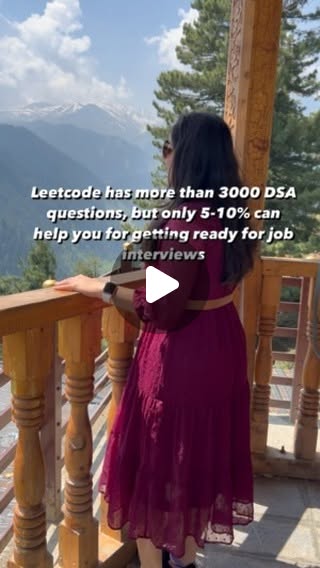 Leetcode has more than 3000 DSA
questions, but only 5-10% can
help you for getting ready for job
interviews